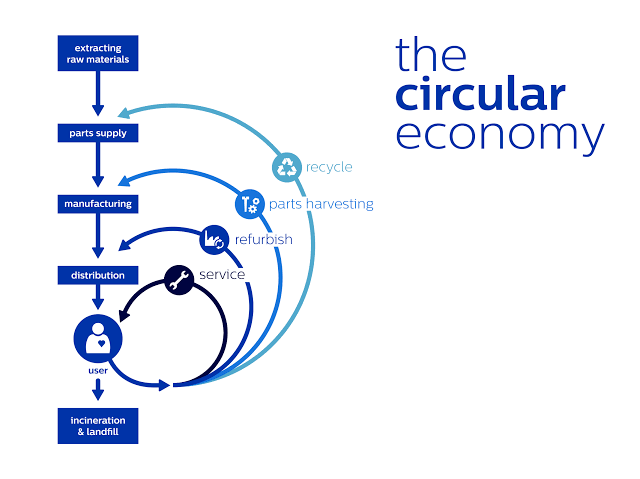 extracting
raw materials
the
circular
economy
parts supply
recycle
manufacturing
parts harvesting
refurbish
distribution
service
user
incineration
& landfill